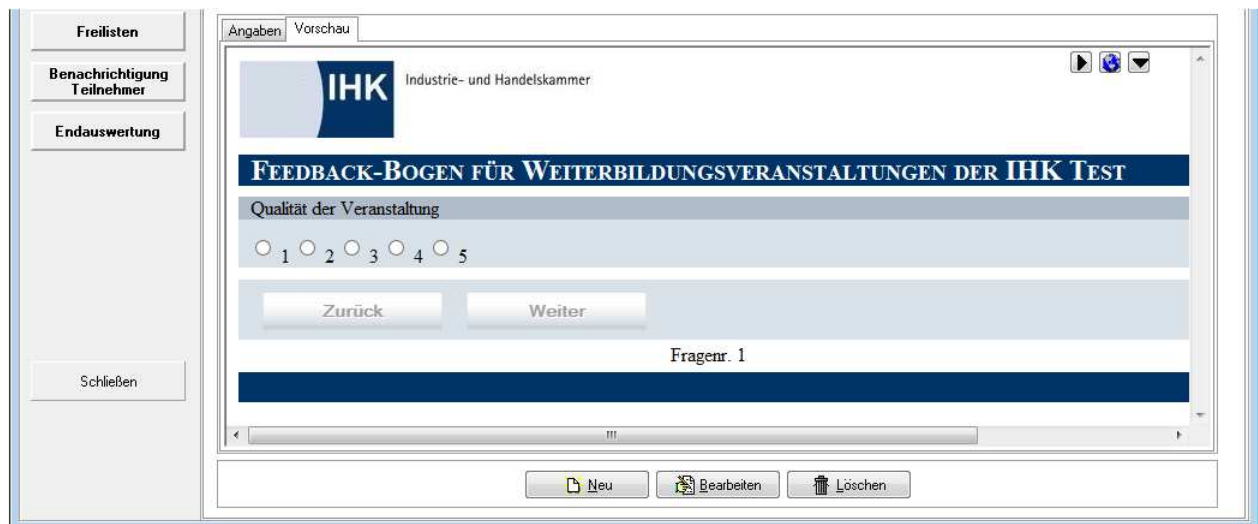 Freilisten
Benachrichtigung
Teilnehmer
Endauswertung
Schließen
Angaben Vorschau
IHK Industrie- und Handelskammer
FEEDBACK-BOGEN FÜR WEITERBILDUNGSVERANSTALTUNGEN DER IHK TEST
Qualität der Veranstaltung
1 2 3 4 5
Zurück Weiter
Fragenr. 1
Neu Bearbeiten Löschen